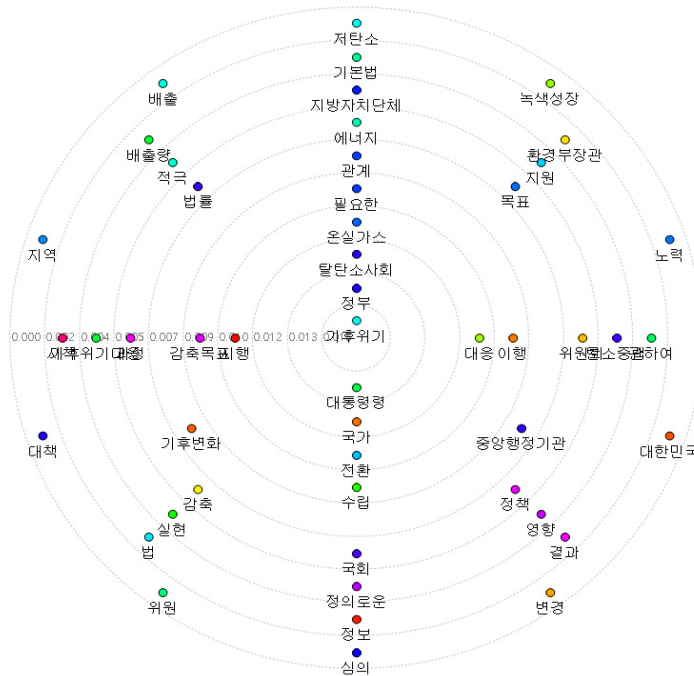 저탄소
기본법
배출
녹색성장
지방자치단체
에너지
배출량
환경부장관
적극
관계
지원
법률
필요한
목표
온실가스
지역
노력
탈탄소사회
정부
0.000
0.004
0.005
0.007
0.009
0.010
0.012
0.013
기후위기
감축목표
시행
대응
이행
대통령령
국가
기후변화
중앙행정기관
대책
대한민국
전환
감축
수립
정책
실현
영향
법
결과
국회
위원
정의로운
변경
정보
심의